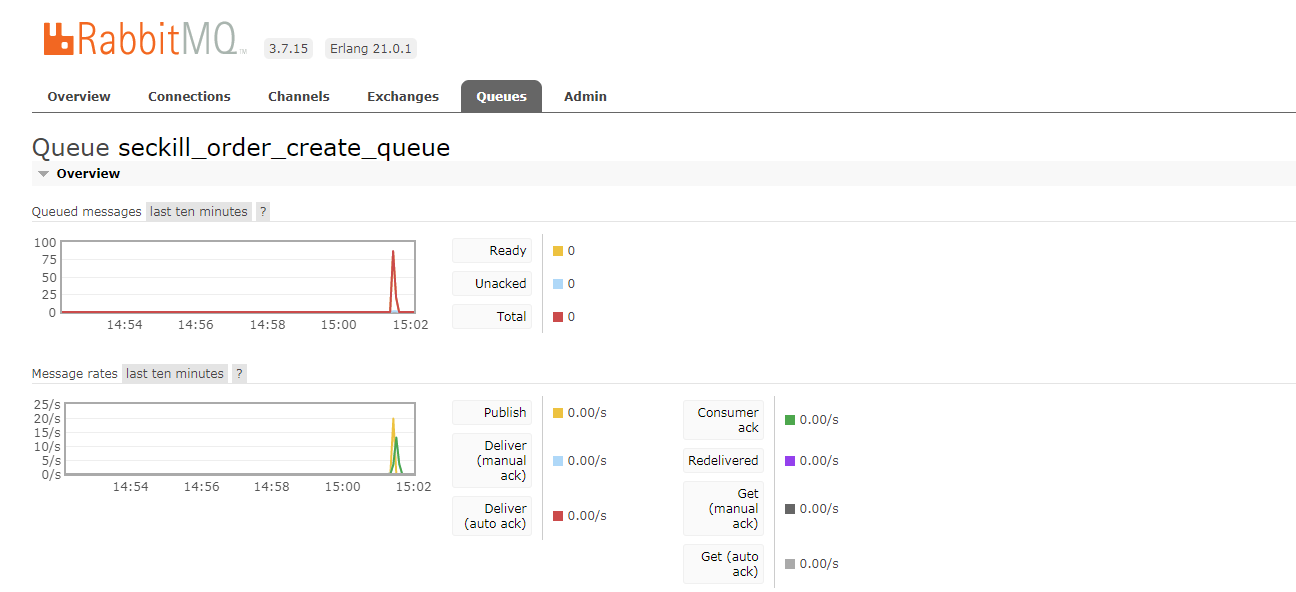 RabbitMQ TM 3.7.15 Erlang 21.0.1
Overview Connections Channels Exchanges Queues Admin
Queue seckill_order_create_queue
Overview
Queued messages last ten minutes ?
100
75
50
25
0
14:54 14:56 14:58 15:00 15:02
Ready 0
Unacked 0
Total 0
Message rates last ten minutes ?
25/s
20/s
15/s
10/s
5/s
0/s
14:54 14:56 14:58 15:00 15:02
Publish 0.00/s
Deliver
(manual
ack)
0.00/s
Deliver
(auto ack)
0.00/s
Consumer
ack
0.00/s
Redelivered 0.00/s
Get
(manual
ack)
0.00/s
Get (auto
ack)
0.00/s